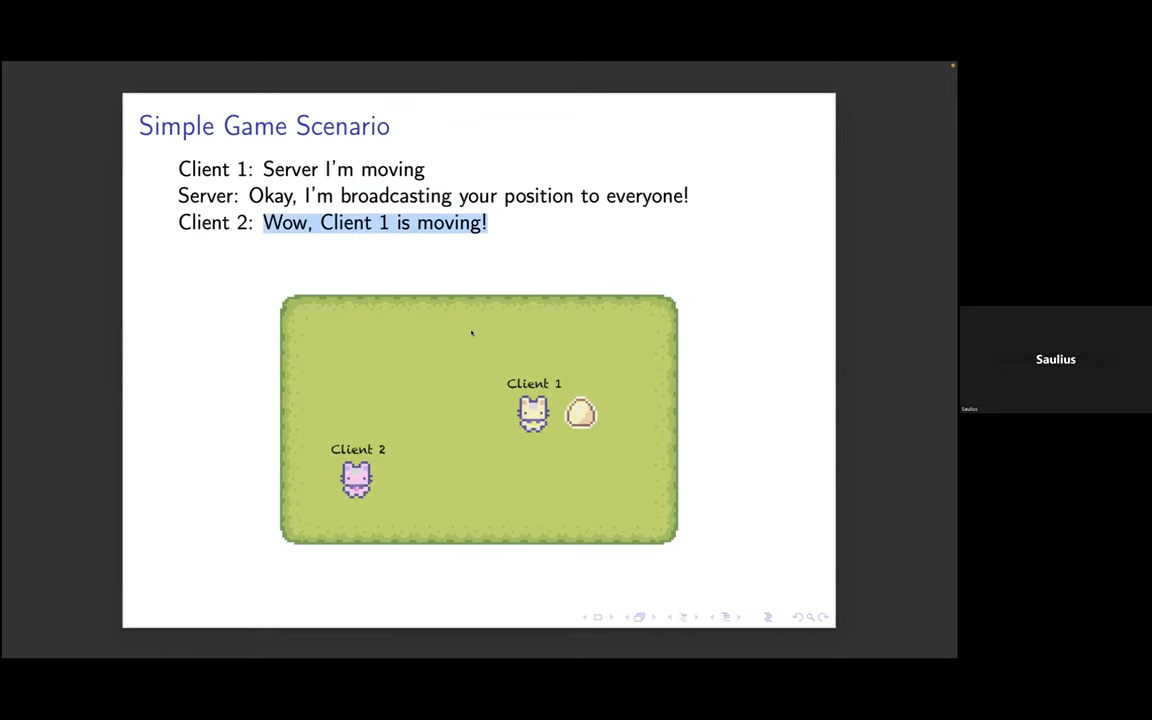 Simple Game Scenario
Client 1: Server I'm moving
Server: Okay, I'm broadcasting your position to everyone!
Client 2: Wow, Client 1 is moving!
Client 1
Client 2
Saulius
Saulius